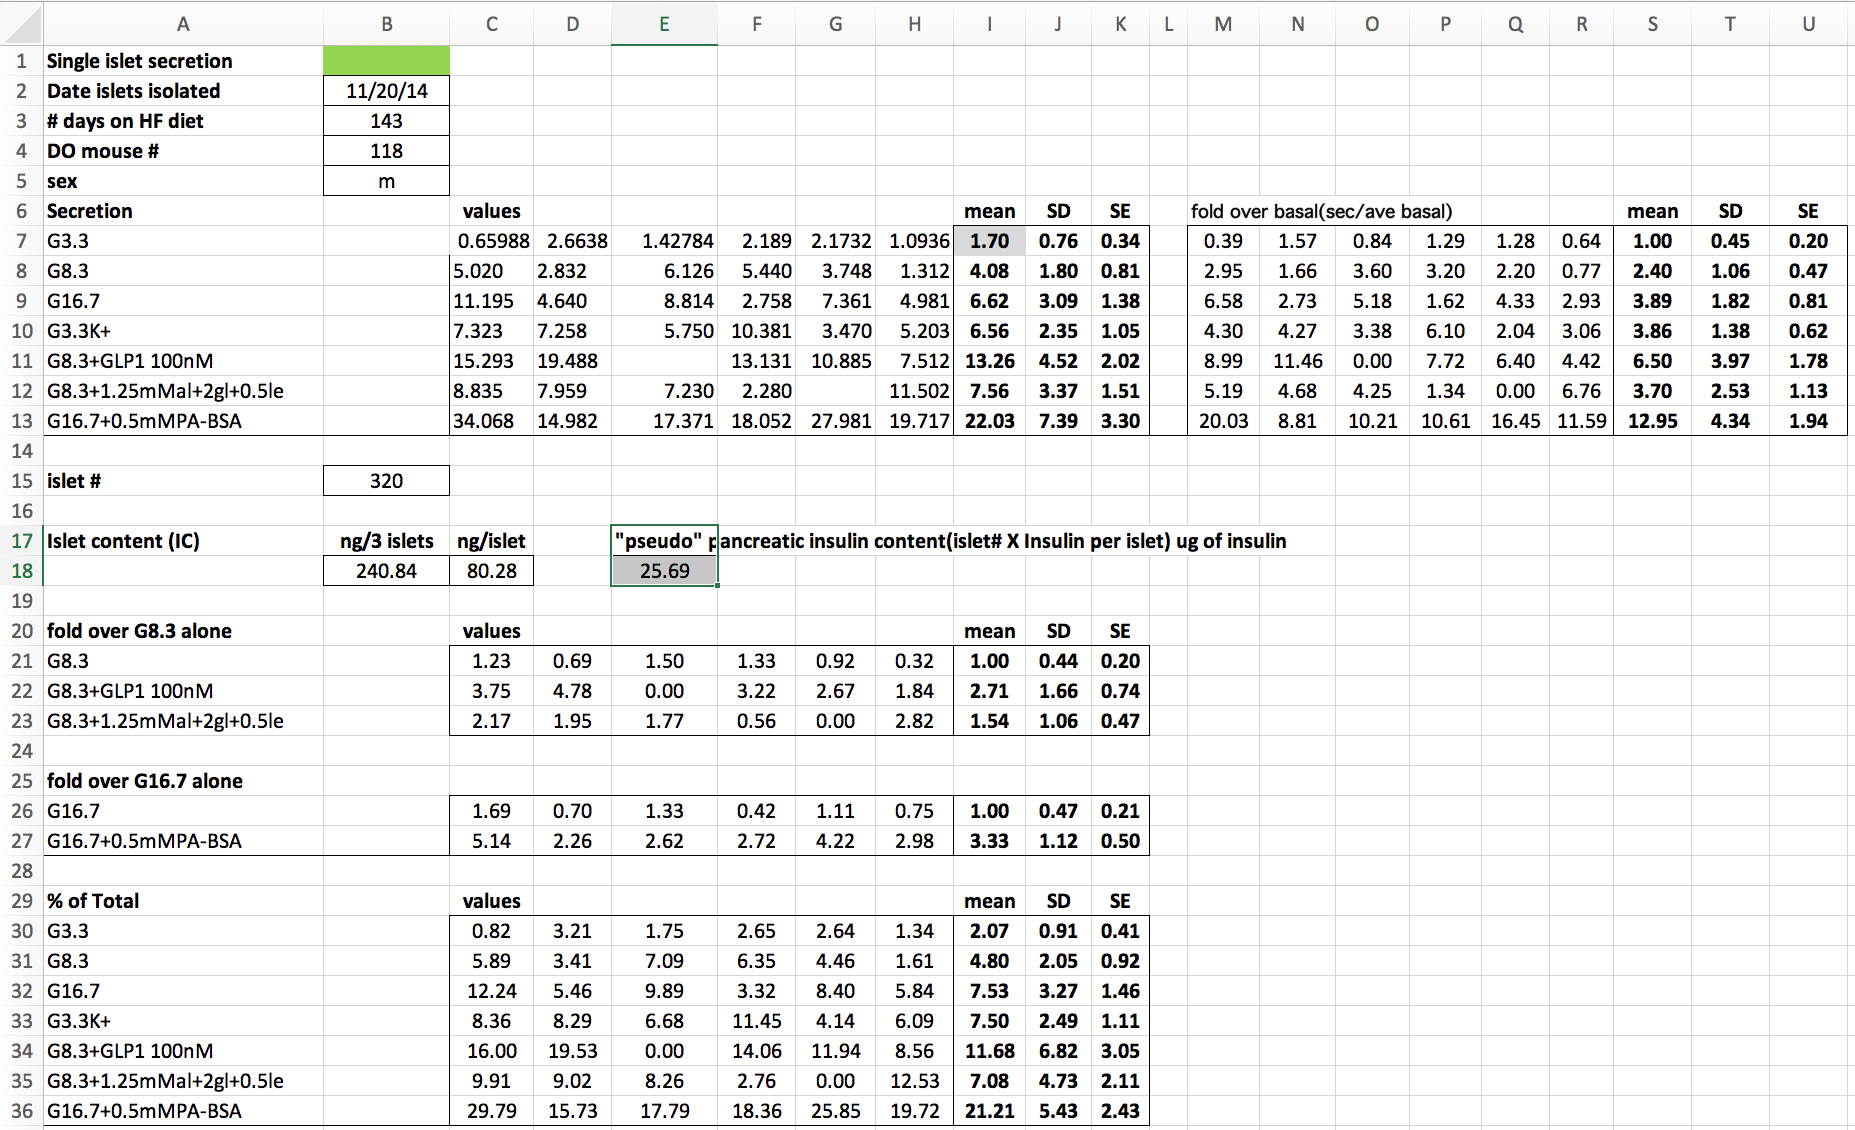 A B C D E F G H I J K L M N O P Q R S T U
1 Single islet secretion
2 Date islets isolated 11/20/14
3 # days on HF diet 143
4 DO mouse # 118
5 sex m
6 Secretion values mean SD SE fold over basal(sec/ave basal) mean SD SE
7 G3.3 0.65988 2.6638 1.42784 2.189 2.1732 1.0936 1.70 0.76 0.34 0.39 1.57 0.84 1.29 1.28 0.64 1.00 0.45 0.20
8 G8.3 5.020 2.832 6.126 5.440 3.748 1.312 4.08 1.80 0.81 2.95 1.66 3.60 3.20 2.20 0.77 2.40 1.06 0.47
9 G16.7 11.195 4.640 8.814 2.758 7.361 4.981 6.62 3.09 1.38 6.58 2.73 5.18 1.62 4.33 2.93 3.89 1.82 0.81
10 G3.3K+ 7.323 7.258 5.750 10.381 3.470 5.203 6.56 2.35 1.05 4.30 4.27 3.38 6.10 2.04 3.06 3.86 1.38 0.62
11 G8.3+GLP1 100nM 15.293 19.488 13.131 10.885 7.512 13.26 4.52 2.02 8.99 11.46 0.00 7.72 6.40 4.42 6.50 3.97 1.78
12 G8.3+1.25mMal+2gl+0.5le 8.835 7.959 7.230 2.280 11.502 7.56 3.37 1.51 5.19 4.68 4.25 1.34 0.00 6.76 3.70 2.53 1.13
13 G16.7+0.5mMPA-BSA 34.068 14.982 17.371 18.052 27.981 19.717 22.03 7.39 3.30 20.03 8.81 10.21 10.61 16.45 11.59 12.95 4.34 1.94
14
15 islet # 320
16
17 Islet content (IC) ng/3 islets ng/islet "pseudo" pancreatic insulin content(islet# X Insulin per islet) ug of insulin
18 240.84 80.28 25.69
19
20 fold over G8.3 alone values mean SD SE
21 G8.3 1.23 0.69 1.50 1.33 0.92 0.32 1.00 0.44 0.20
22 G8.3+GLP1 100nM 3.75 4.78 0.00 3.22 2.67 1.84 2.71 1.66 0.74
23 G8.3+1.25mMal+2gl+0.5le 2.17 1.95 1.77 0.56 0.00 2.82 1.54 1.06 0.47
24
25 fold over G16.7 alone
26 G16.7 1.69 0.70 1.33 0.42 1.11 0.75 1.00 0.47 0.21
27 G16.7+0.5mMPA-BSA 5.14 2.26 2.62 2.72 4.22 2.98 3.33 1.12 0.50
28
29 % of Total values mean SD SE
30 G3.3 0.82 3.21 1.75 2.65 2.64 1.34 2.07 0.91 0.41
31 G8.3 5.89 3.41 7.09 6.35 4.46 1.61 4.80 2.05 0.92
32 G16.7 12.24 5.46 9.89 3.32 8.40 5.84 7.53 3.27 1.46
33 G3.3K+ 8.36 8.29 6.68 11.45 4.14 6.09 7.50 2.49 1.11
34 G8.3+GLP1 100nM 16.00 19.53 0.00 14.06 11.94 8.56 11.68 6.82 3.05
35 G8.3+1.25mMal+2gl+0.5le 9.91 9.02 8.26 2.76 0.00 12.53 7.08 4.73 2.11
36 G16.7+0.5mMPA-BSA 29.79 15.73 17.79 18.36 25.85 19.72 21.21 5.43 2.43